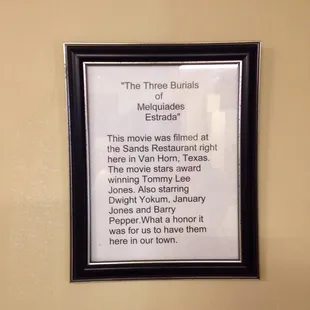 "The Three Burials
of
Melquiades
Estrada"
This movie was filmed at
the Sands Restaurant right
here in Van Horn, Texas.
The movie stars award
winning Tommy Lee
Jones. Also starring
Dwight Yokum, January
Jones and Barry
Pepper.What a honor it
was for us to have them
here in our town.